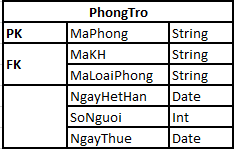 PhongTro
PK MaPhong String
FK MaKH String
MaLoaiPhong String
NgayHetHan Date
SoNguoi Int
NgayThue Date